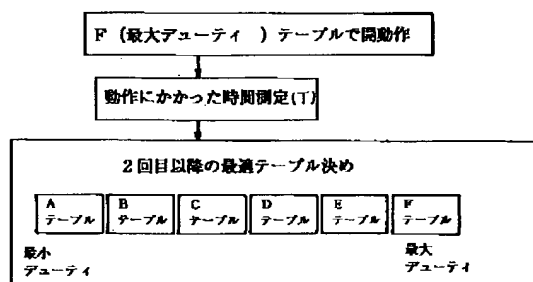 F (最大デューティ ) テーブルで開動作
動作にかかった時間測定(T)
2回目以降の最適テーブル決め
A
テーブル
B
テーブル
C
テーブル
D
テーブル
E
テーブル
F
テーブル
最小
デューティ
最大
デューティ